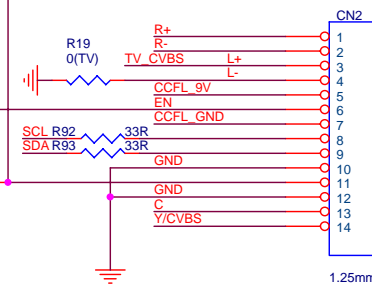 CN2
R+ 1
R19 R- 2
0(TV) TV_CVBS L+ 3
L- 4
CCFL_9V 5
EN 6
CCFL_GND 7
SCL R92 33R 8
SDA R93 33R 9
GND 10
11
GND 12
C 13
Y/CVBS 14
1.25mm